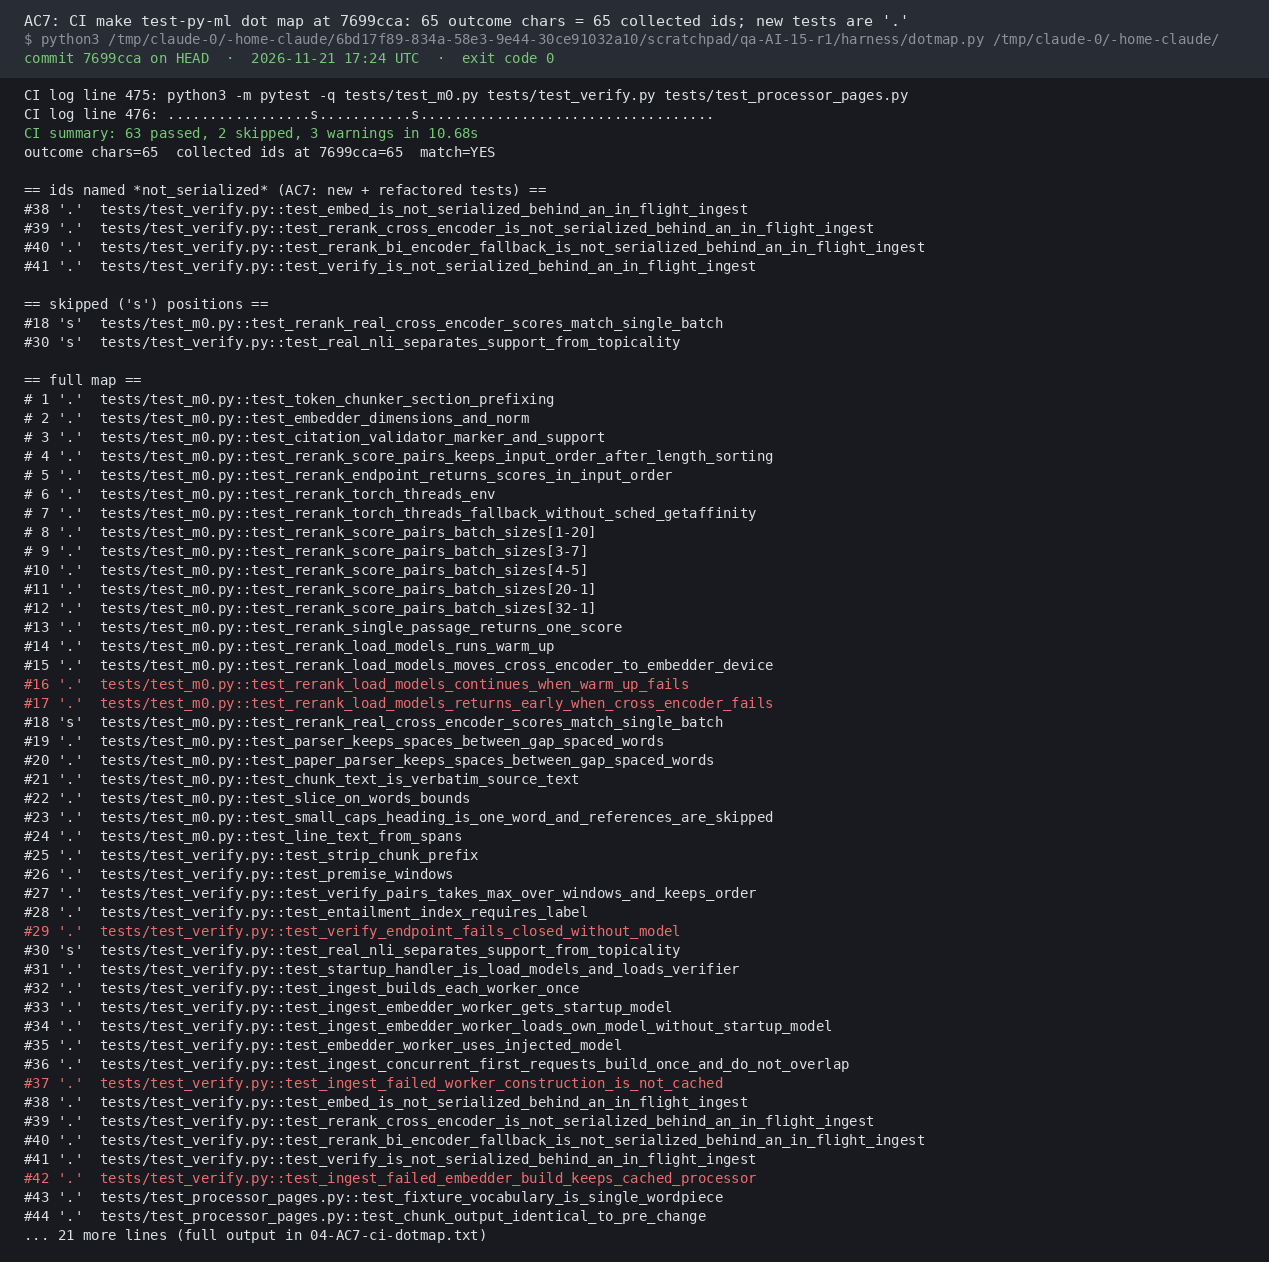 AC7: CI make test-py-ml dot map at 7699cca: 65 outcome chars = 65 collected ids; new tests are '.'
$ python3 /tmp/claude-0/-home-claude/6bd17f89-834a-58e3-9e44-30ce91032a10/scratchpad/qa-AI-15-r1/harness/dotmap.py /tmp/claude-0/-home-claude/
commit 7699cca on HEAD · 2026-11-21 17:24 UTC · exit code 0
CI log line 475: python3 -m pytest -q tests/test_m0.py tests/test_verify.py tests/test_processor_pages.py
CI log line 476: .................s...........s...................................
CI summary: 63 passed, 2 skipped, 3 warnings in 10.68s
outcome chars=65  collected ids at 7699cca=65  match=YES
== ids named *not_serialized* (AC7: new + refactored tests) ==
#38 '.'  tests/test_verify.py::test_embed_is_not_serialized_behind_an_in_flight_ingest
#39 '.'  tests/test_verify.py::test_rerank_cross_encoder_is_not_serialized_behind_an_in_flight_ingest
#40 '.'  tests/test_verify.py::test_rerank_bi_encoder_fallback_is_not_serialized_behind_an_in_flight_ingest
#41 '.'  tests/test_verify.py::test_verify_is_not_serialized_behind_an_in_flight_ingest
== skipped ('s') positions ==
#18 's'  tests/test_m0.py::test_rerank_real_cross_encoder_scores_match_single_batch
#30 's'  tests/test_verify.py::test_real_nli_separates_support_from_topicality
== full map ==
# 1 '.'  tests/test_m0.py::test_token_chunker_section_prefixing
# 2 '.'  tests/test_m0.py::test_embedder_dimensions_and_norm
# 3 '.'  tests/test_m0.py::test_citation_validator_marker_and_support
# 4 '.'  tests/test_m0.py::test_rerank_score_pairs_keeps_input_order_after_length_sorting
# 5 '.'  tests/test_m0.py::test_rerank_endpoint_returns_scores_in_input_order
# 6 '.'  tests/test_m0.py::test_rerank_torch_threads_env
# 7 '.'  tests/test_m0.py::test_rerank_torch_threads_fallback_without_sched_getaffinity
# 8 '.'  tests/test_m0.py::test_rerank_score_pairs_batch_sizes[1-20]
# 9 '.'  tests/test_m0.py::test_rerank_score_pairs_batch_sizes[3-7]
#10 '.'  tests/test_m0.py::test_rerank_score_pairs_batch_sizes[4-5]
#11 '.'  tests/test_m0.py::test_rerank_score_pairs_batch_sizes[20-1]
#12 '.'  tests/test_m0.py::test_rerank_score_pairs_batch_sizes[32-1]
#13 '.'  tests/test_m0.py::test_rerank_single_passage_returns_one_score
#14 '.'  tests/test_m0.py::test_rerank_load_models_runs_warm_up
#15 '.'  tests/test_m0.py::test_rerank_load_models_moves_cross_encoder_to_embedder_device
#16 '.'  tests/test_m0.py::test_rerank_load_models_continues_when_warm_up_fails
#17 '.'  tests/test_m0.py::test_rerank_load_models_returns_early_when_cross_encoder_fails
#18 's'  tests/test_m0.py::test_rerank_real_cross_encoder_scores_match_single_batch
#19 '.'  tests/test_m0.py::test_parser_keeps_spaces_between_gap_spaced_words
#20 '.'  tests/test_m0.py::test_paper_parser_keeps_spaces_between_gap_spaced_words
#21 '.'  tests/test_m0.py::test_chunk_text_is_verbatim_source_text
#22 '.'  tests/test_m0.py::test_slice_on_words_bounds
#23 '.'  tests/test_m0.py::test_small_caps_heading_is_one_word_and_references_are_skipped
#24 '.'  tests/test_m0.py::test_line_text_from_spans
#25 '.'  tests/test_verify.py::test_strip_chunk_prefix
#26 '.'  tests/test_verify.py::test_premise_windows
#27 '.'  tests/test_verify.py::test_verify_pairs_takes_max_over_windows_and_keeps_order
#28 '.'  tests/test_verify.py::test_entailment_index_requires_label
#29 '.'  tests/test_verify.py::test_verify_endpoint_fails_closed_without_model
#30 's'  tests/test_verify.py::test_real_nli_separates_support_from_topicality
#31 '.'  tests/test_verify.py::test_startup_handler_is_load_models_and_loads_verifier
#32 '.'  tests/test_verify.py::test_ingest_builds_each_worker_once
#33 '.'  tests/test_verify.py::test_ingest_embedder_worker_gets_startup_model
#34 '.'  tests/test_verify.py::test_ingest_embedder_worker_loads_own_model_without_startup_model
#35 '.'  tests/test_verify.py::test_embedder_worker_uses_injected_model
#36 '.'  tests/test_verify.py::test_ingest_concurrent_first_requests_build_once_and_do_not_overlap
#37 '.'  tests/test_verify.py::test_ingest_failed_worker_construction_is_not_cached
#38 '.'  tests/test_verify.py::test_embed_is_not_serialized_behind_an_in_flight_ingest
#39 '.'  tests/test_verify.py::test_rerank_cross_encoder_is_not_serialized_behind_an_in_flight_ingest
#40 '.'  tests/test_verify.py::test_rerank_bi_encoder_fallback_is_not_serialized_behind_an_in_flight_ingest
#41 '.'  tests/test_verify.py::test_verify_is_not_serialized_behind_an_in_flight_ingest
#42 '.'  tests/test_verify.py::test_ingest_failed_embedder_build_keeps_cached_processor
#43 '.'  tests/test_processor_pages.py::test_fixture_vocabulary_is_single_wordpiece
#44 '.'  tests/test_processor_pages.py::test_chunk_output_identical_to_pre_change
... 21 more lines (full output in 04-AC7-ci-dotmap.txt)